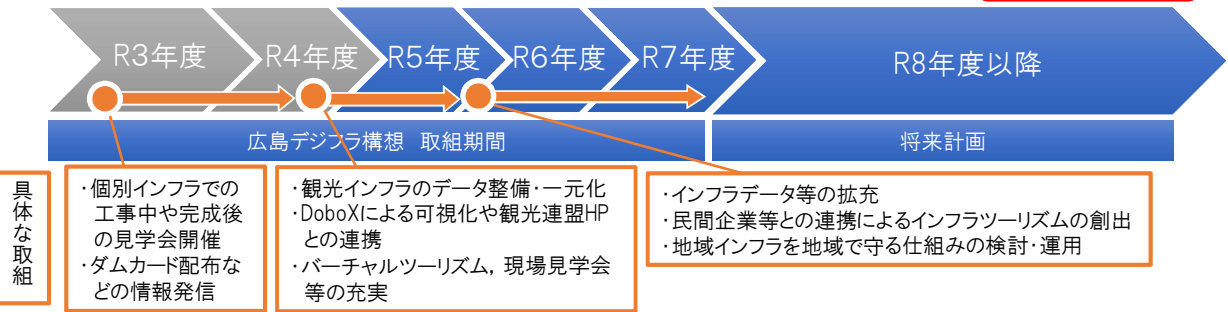 R3年度
R4年度
R5年度
R6年度
R7年度
R8年度以降
広島デジフラ構想 取組期間
将来計画
具体な取組
・個別インフラでの
工事中や完成後
の見学会開催
・ダムカード配布な
どの情報発信
・観光インフラのデータ整備・一元化
・DoboXによる可視化や観光連盟HP
との連携
・バーチャルツーリズム，現場見学会
等の充実
・インフラデータ等の拡充
・民間企業等との連携によるインフラツーリズムの創出
・地域インフラを地域で守る仕組みの検討・運用